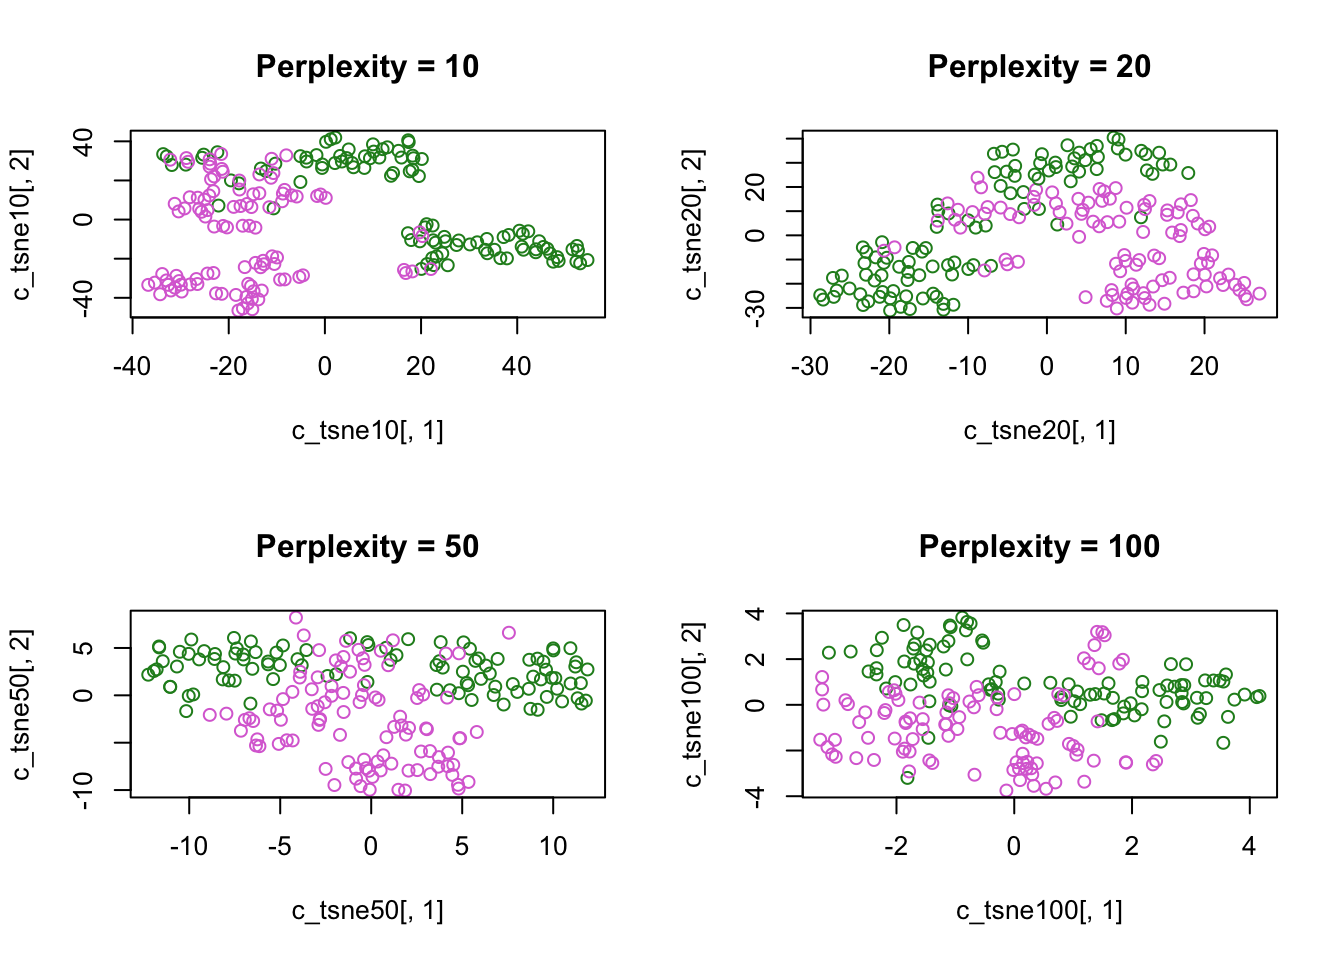 Perplexity = 10
c_tsne10[, 2]
40
0
-40
-40 -20 0 20 40
c_tsne10[, 1]
Perplexity = 20
c_tsne20[, 2]
20
0
-30
-30 -20 -10 0 10 20
c_tsne20[, 1]
Perplexity = 50
c_tsne50[, 2]
5
0
-10
-10 -5 0 5 10
c_tsne50[, 1]
Perplexity = 100
c_tsne100[, 2]
4
2
0
-4
-2 0 2 4
c_tsne100[, 1]